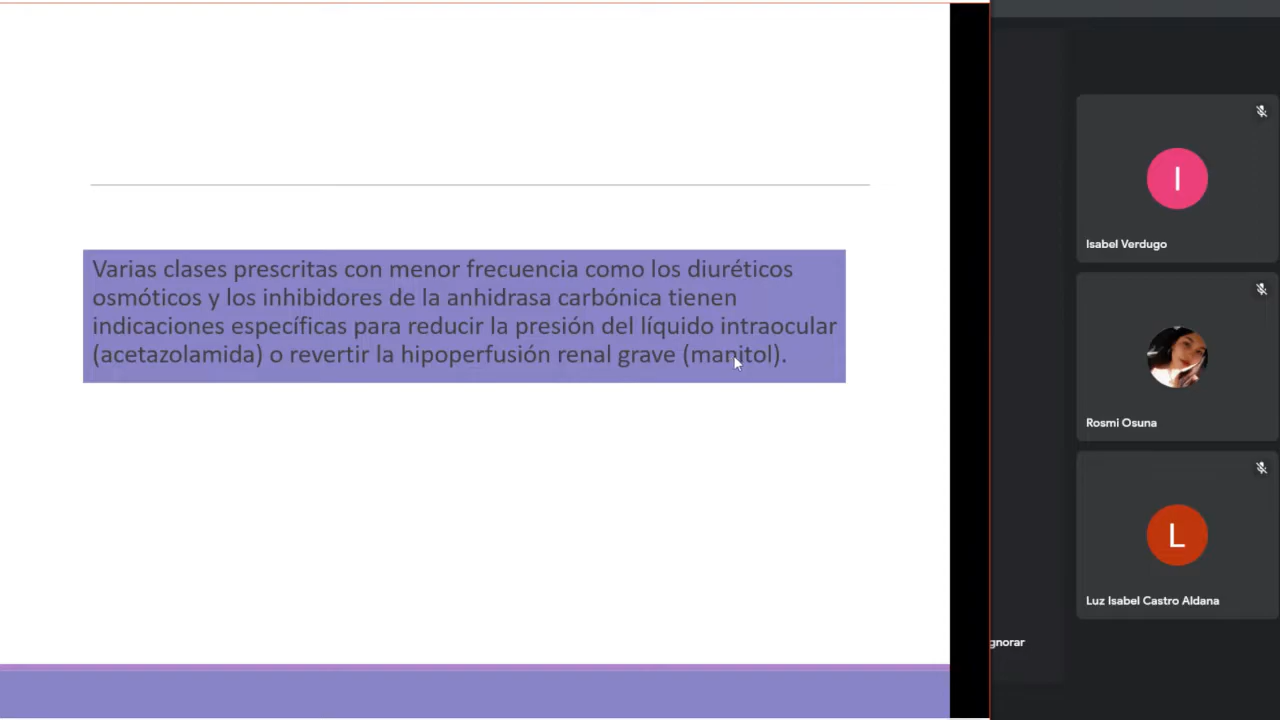 Varias clases prescritas con menor frecuencia como los diuréticos
osmóticos y los inhibidores de la anhidrasa carbónica tienen
indicaciones específicas para reducir la presión del líquido intraocular
(acetazolamida) o revertir la hipoperfusión renal grave (manitol).
I
Isabel Verdugo
Rosmi Osuna
L
Luz Isabel Castro Aldana
gnorar